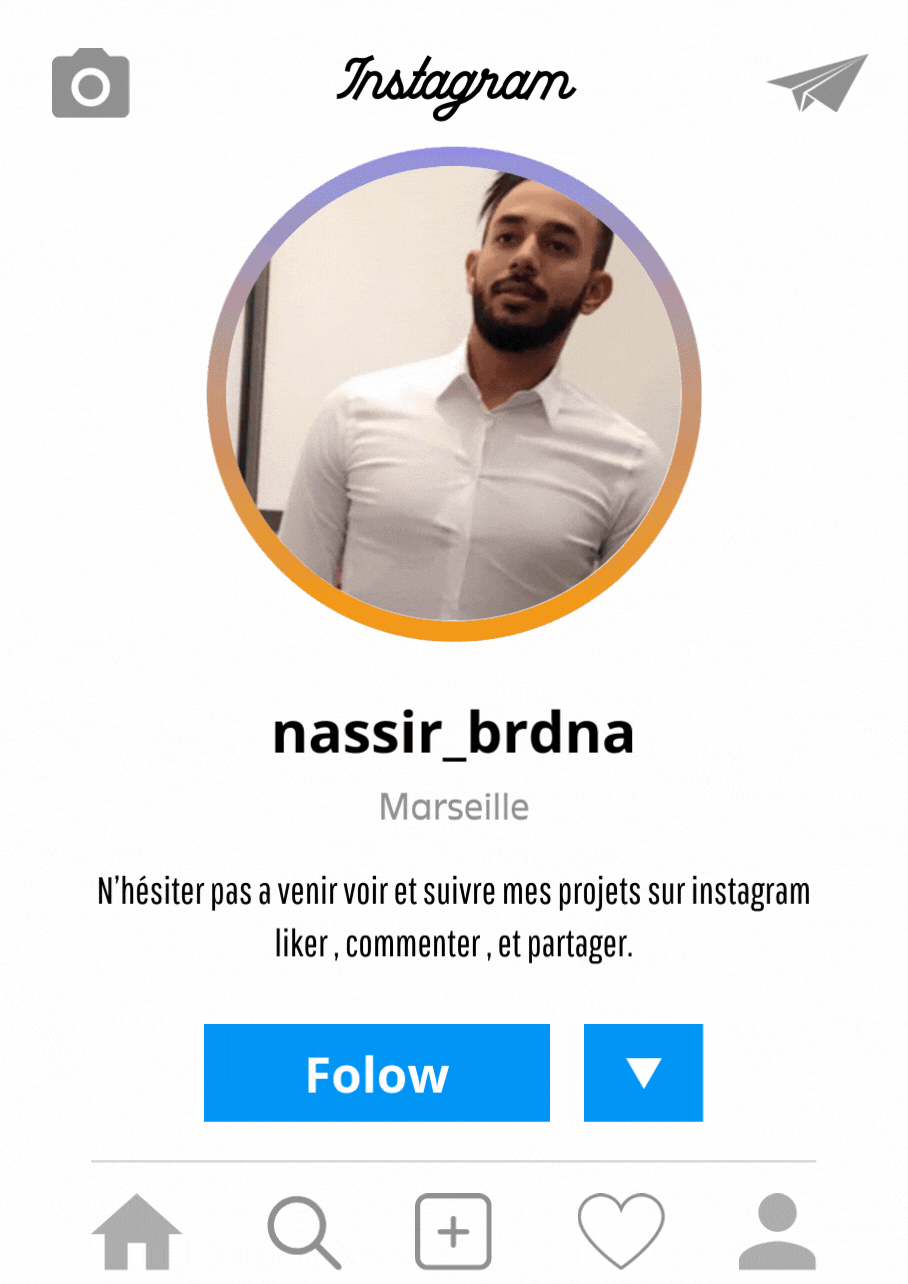 Instagram
nassir_brdna
Marseille
N'hésiter pas a venir voir et suivre mes projets sur instagram
liker , commenter , et partager.
Folow